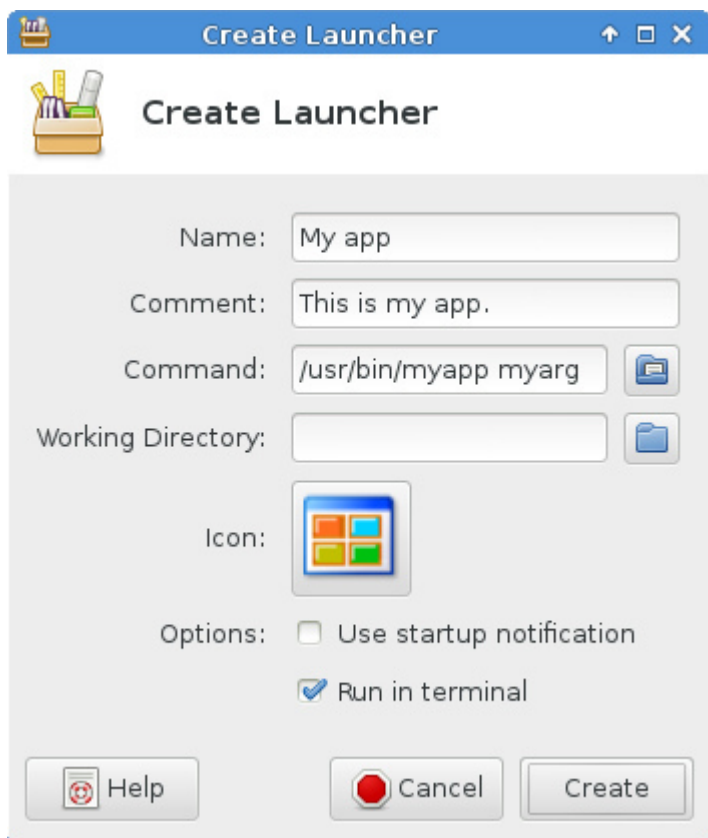 Create Launcher
Create Launcher
Name: My app
Comment: This is my app.
Command: /usr/bin/myapp myarg
Working Directory:
Icon:
Options: Use startup notification
Run in terminal
Help Cancel Create